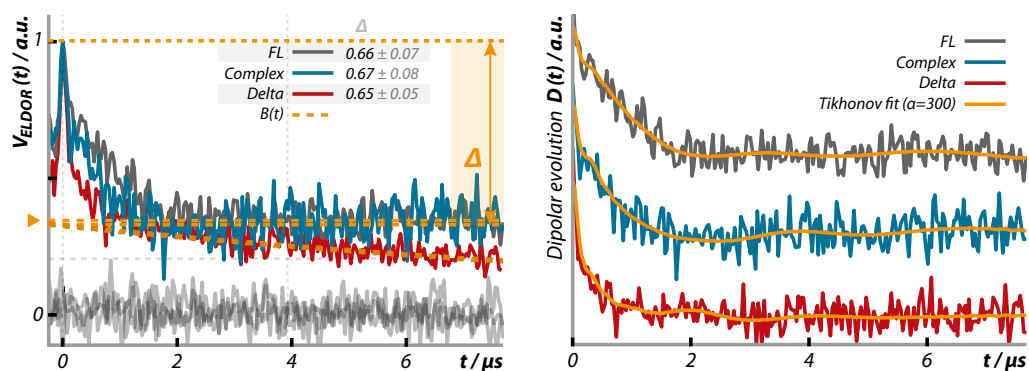 V_ELDOR (t) / a.u.
1
0
Δ
FL 0.66 ± 0.07
Complex 0.67 ± 0.08
Delta 0.65 ± 0.05
B(t)
Δ
0 2 4 6 t / µs
Dipolar evolution D(t) / a.u.
FL
Complex
Delta
Tikhonov fit (α=300)
0 2 4 6 t / µs